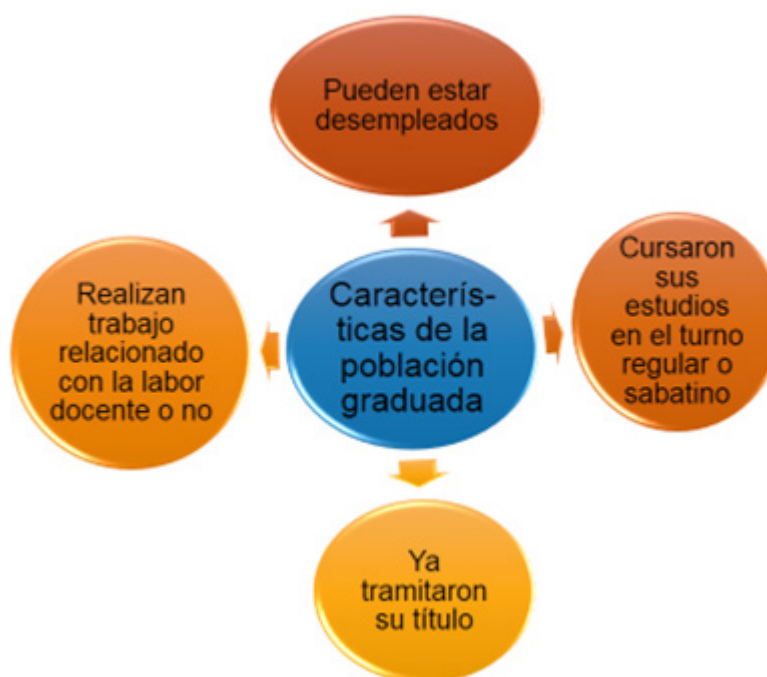 Pueden estar
desempleados
Realizan
trabajo
relacionado
con la labor
docente o no
Caracterís-
ticas de la
población
graduada
Cursaron
sus
estudios
en el turno
regular o
sabatino
Ya
tramitaron
su título